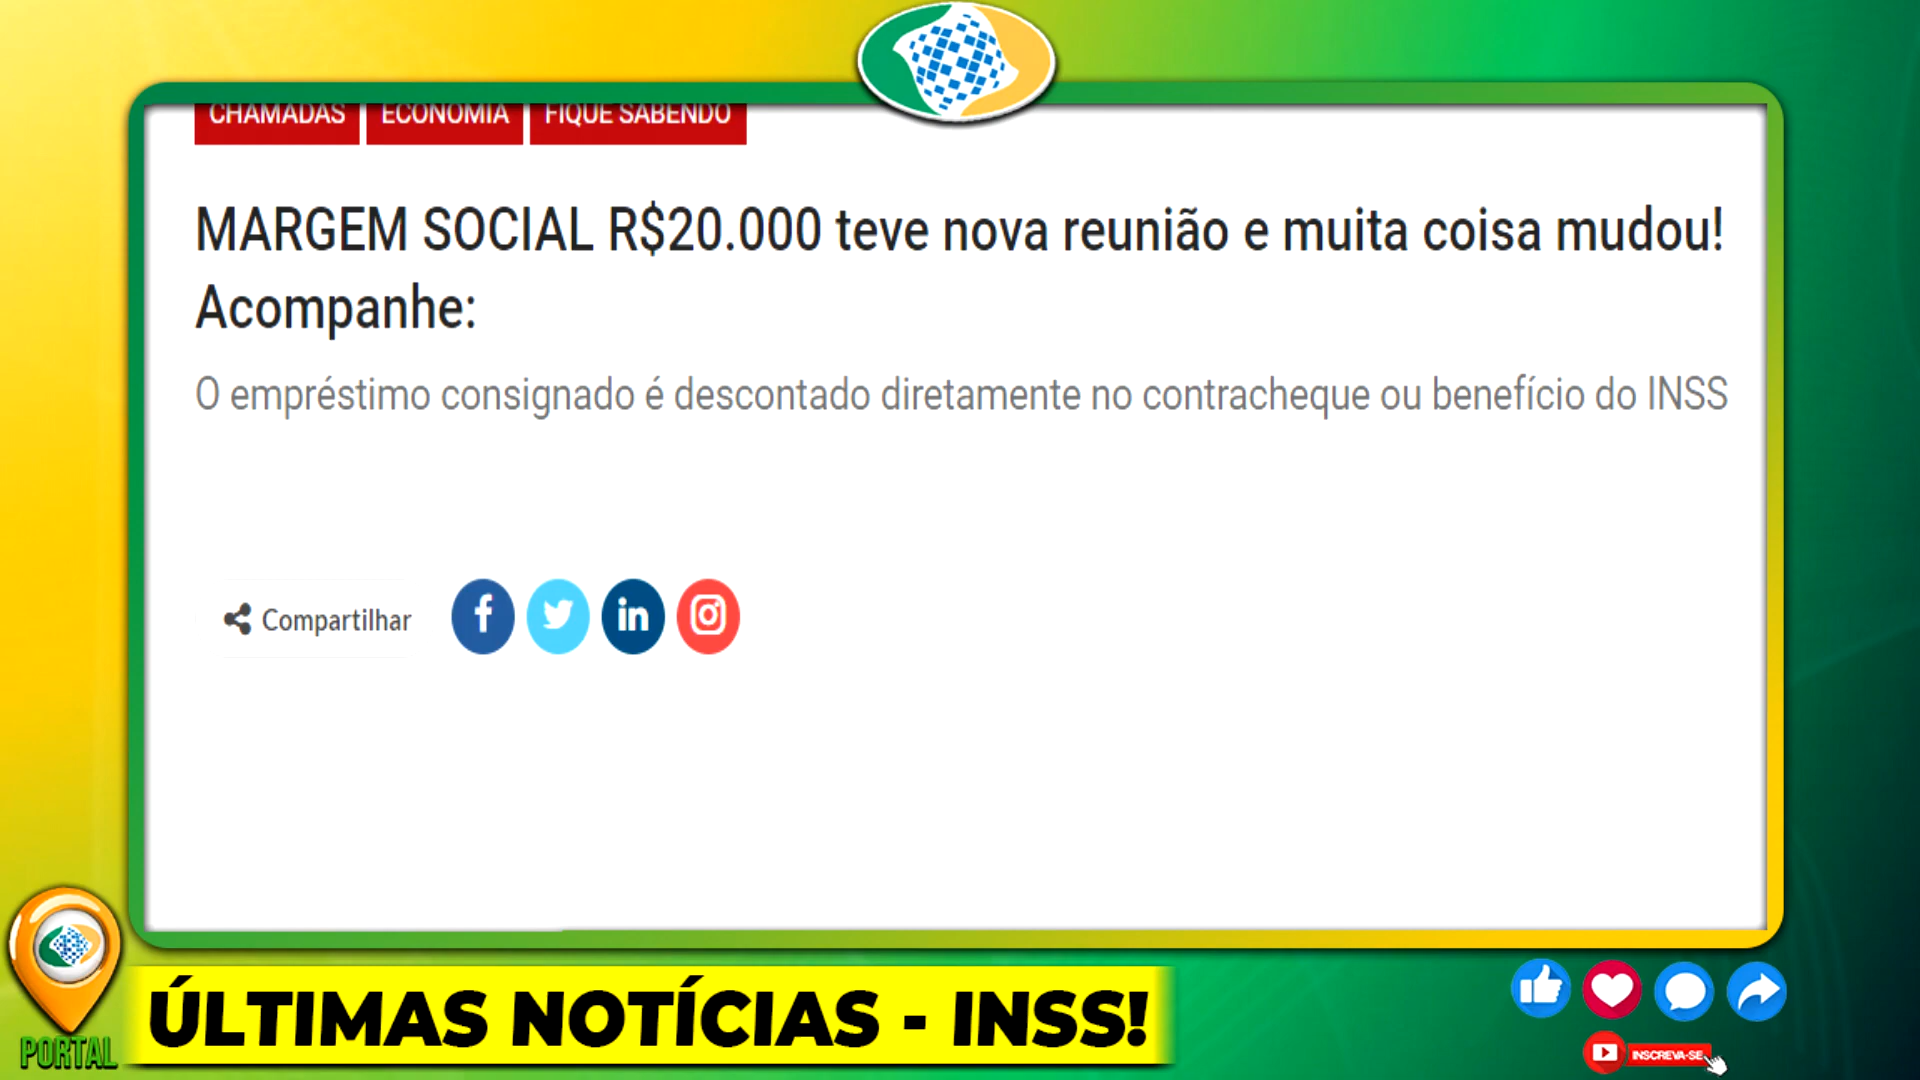 CHAMADAS ECONOMIA FIQUE SABENDO
MARGEM SOCIAL R$20.000 teve nova reunião e muita coisa mudou!
Acompanhe:
O empréstimo consignado é descontado diretamente no contracheque ou benefício do INSS
Compartilhar
ÚLTIMAS NOTÍCIAS - INSS!
PORTAL
INSCREVA-SE